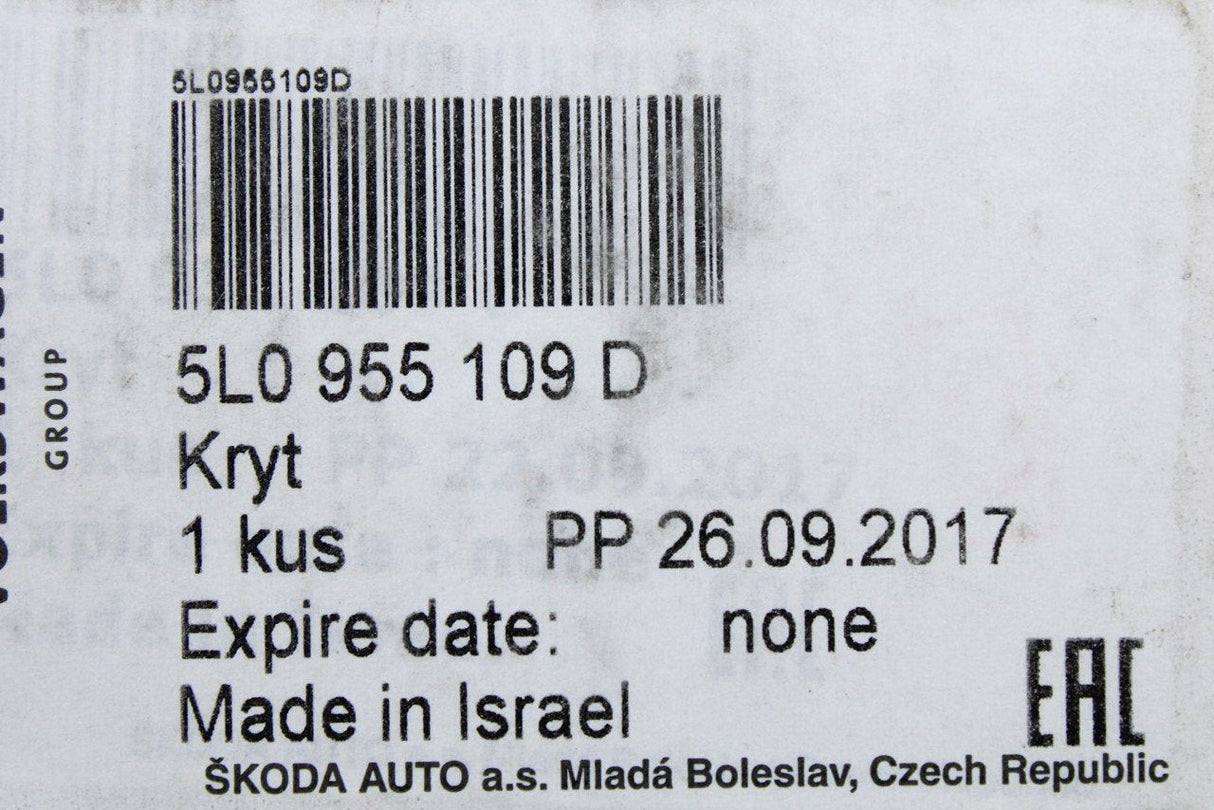 5L0955109D
5L0 955 109 D
Kryt
1 kus PP 26.09.2017
Expire date: none
Made in Israel
EAC
ŠKODA AUTO a.s. Mladá Boleslav, Czech Republic
GROUP